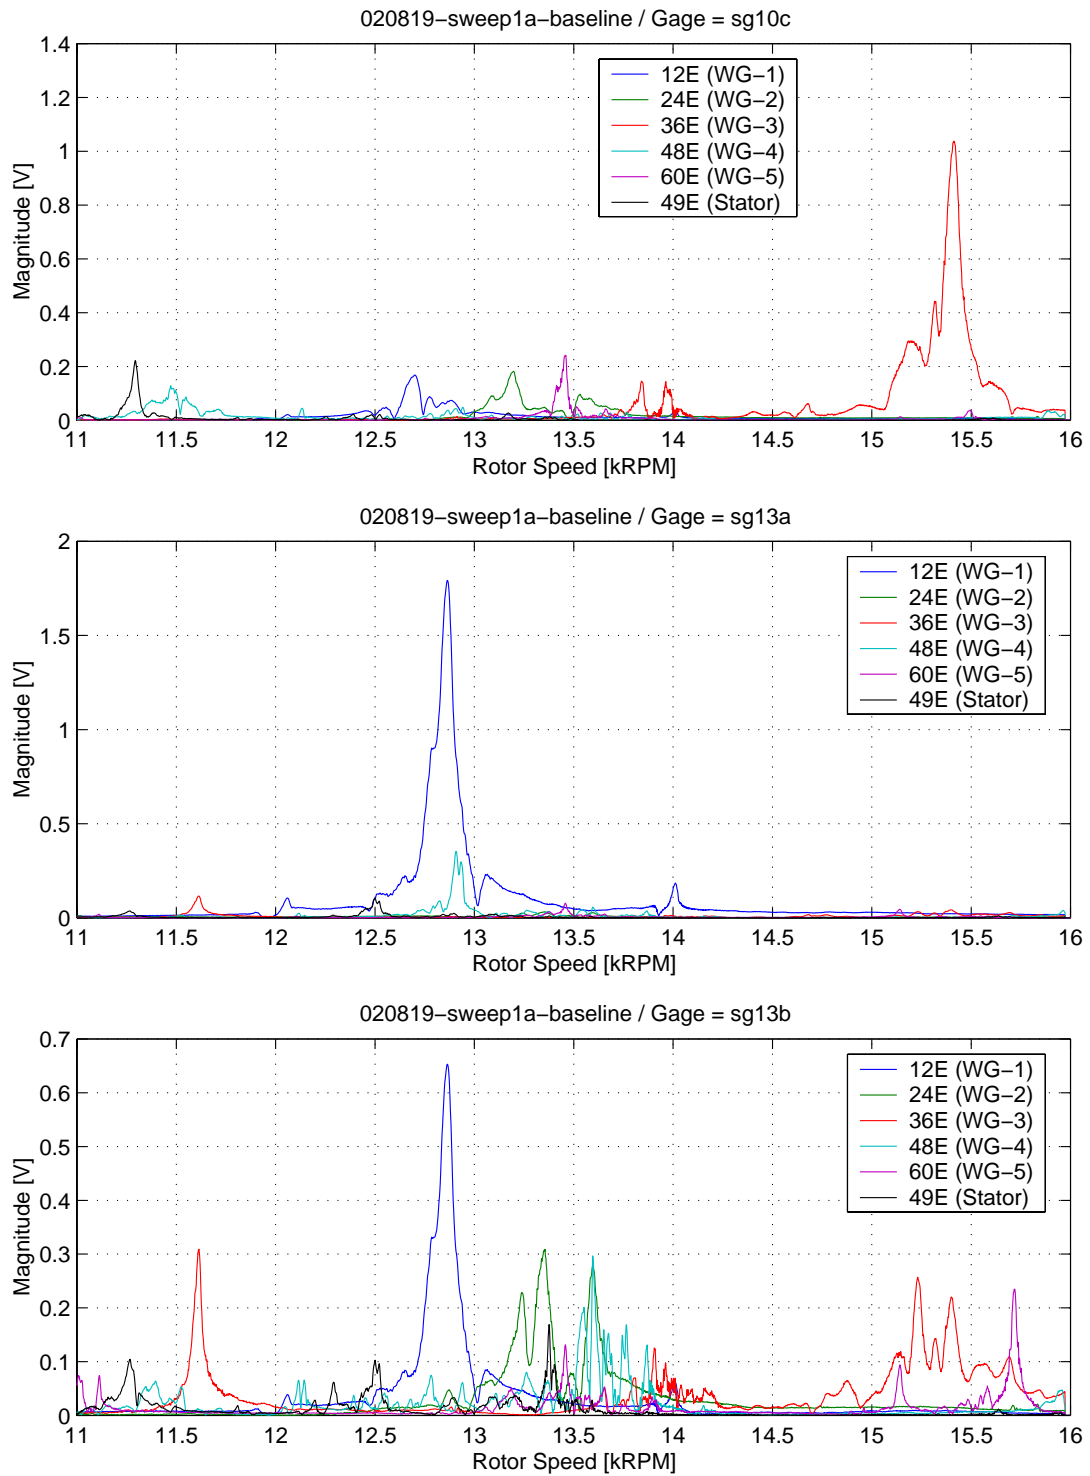 020819−sweep1a−baseline / Gage = sg10c
1.4
1.2
1
0.8
0.6
0.4
0.2
0
Magnitude [V]
12E (WG−1)
24E (WG−2)
36E (WG−3)
48E (WG−4)
60E (WG−5)
49E (Stator)
11 11.5 12 12.5 13 13.5 14 14.5 15 15.5 16
Rotor Speed [kRPM]
020819−sweep1a−baseline / Gage = sg13a
2
1.5
1
0.5
0
Magnitude [V]
12E (WG−1)
24E (WG−2)
36E (WG−3)
48E (WG−4)
60E (WG−5)
49E (Stator)
11 11.5 12 12.5 13 13.5 14 14.5 15 15.5 16
Rotor Speed [kRPM]
020819−sweep1a−baseline / Gage = sg13b
0.7
0.6
0.5
0.4
0.3
0.2
0.1
0
Magnitude [V]
12E (WG−1)
24E (WG−2)
36E (WG−3)
48E (WG−4)
60E (WG−5)
49E (Stator)
11 11.5 12 12.5 13 13.5 14 14.5 15 15.5 16
Rotor Speed [kRPM]